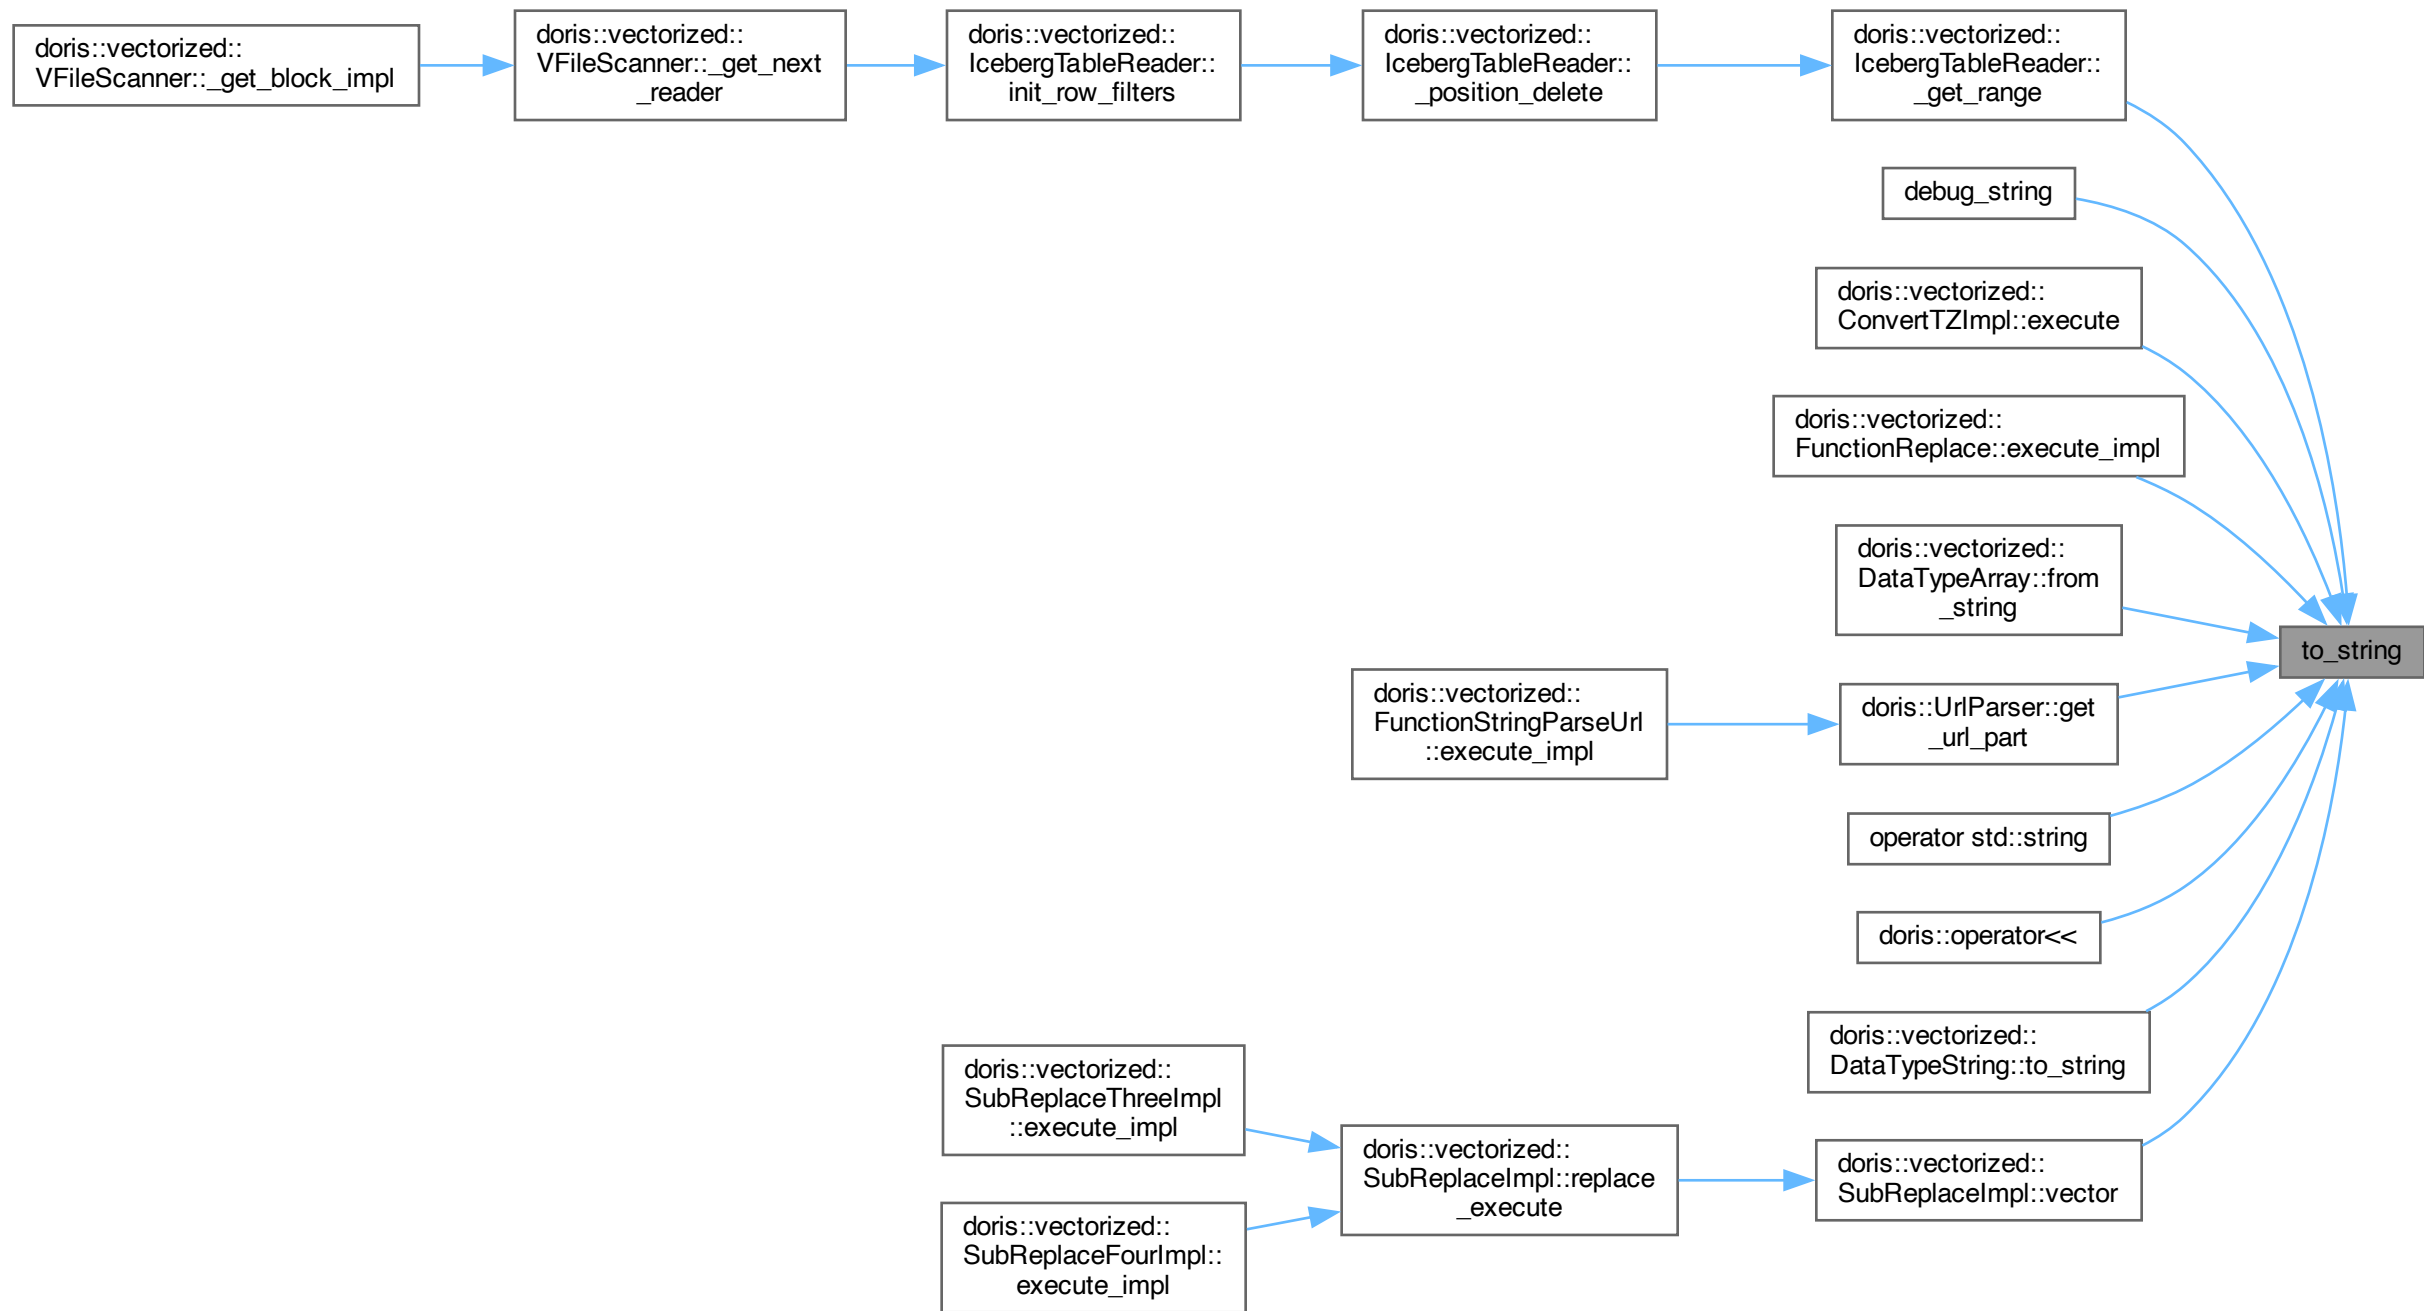 doris::vectorized::
VFileScanner::_get_block_impl
doris::vectorized::
VFileScanner::_get_next
_reader
doris::vectorized::
IcebergTableReader::
init_row_filters
doris::vectorized::
IcebergTableReader::
_position_delete
doris::vectorized::
IcebergTableReader::
_get_range
debug_string
doris::vectorized::
ConvertTZImpl::execute
doris::vectorized::
FunctionReplace::execute_impl
doris::vectorized::
DataTypeArray::from
_string
to_string
doris::vectorized::
FunctionStringParseUrl
::execute_impl
doris::UrlParser::get
_url_part
operator std::string
doris::operator<<
doris::vectorized::
DataTypeString::to_string
doris::vectorized::
SubReplaceThreeImpl
::execute_impl
doris::vectorized::
SubReplaceFourImpl::
execute_impl
doris::vectorized::
SubReplaceImpl::replace
_execute
doris::vectorized::
SubReplaceImpl::vector